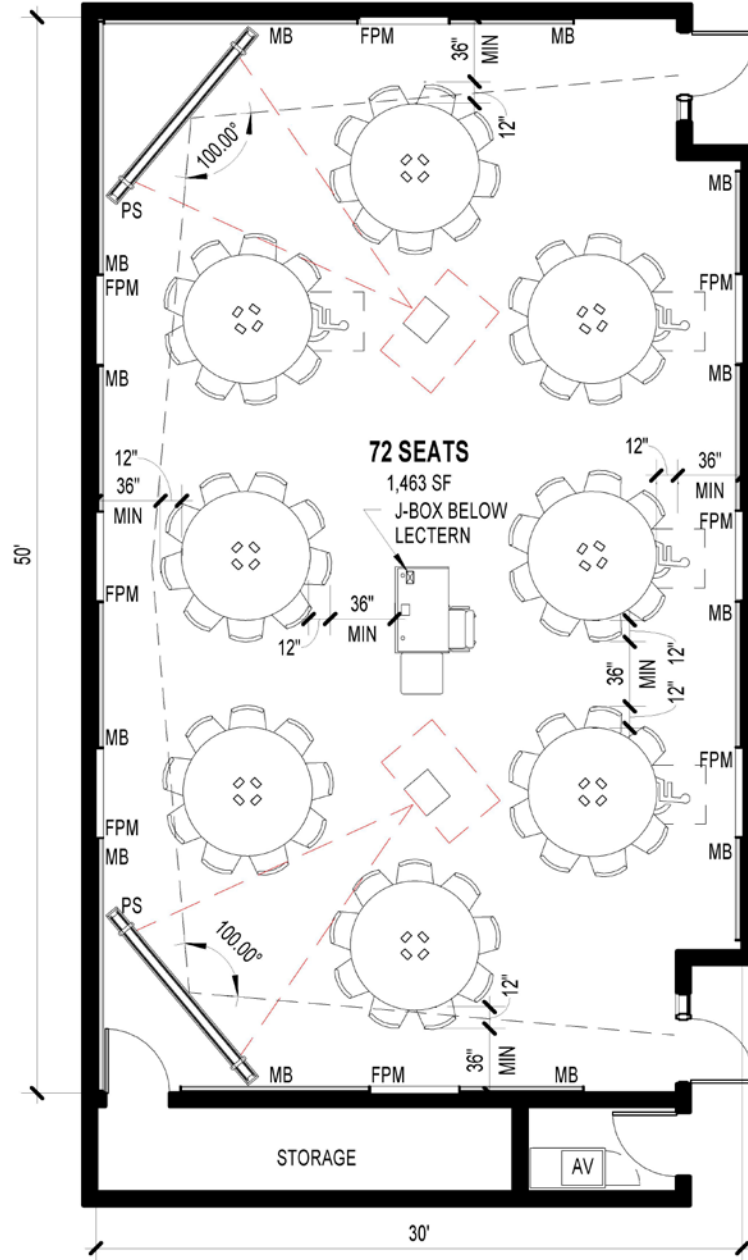 MB
FPM
MB
36"
MIN
12"
100.00°
PS
MB
MB
FPM
FPM
MB
MB
72 SEATS
1,463 SF
J-BOX BELOW
LECTERN
12"
36"
MIN
12"
36"
MIN
FPM
50'
FPM
MB
36"
MIN
12"
12"
36"
MIN
12"
MB
FPM
FPM
MB
MB
PS
100.00°
12"
36"
MIN
MB
FPM
MB
STORAGE
AV
30'